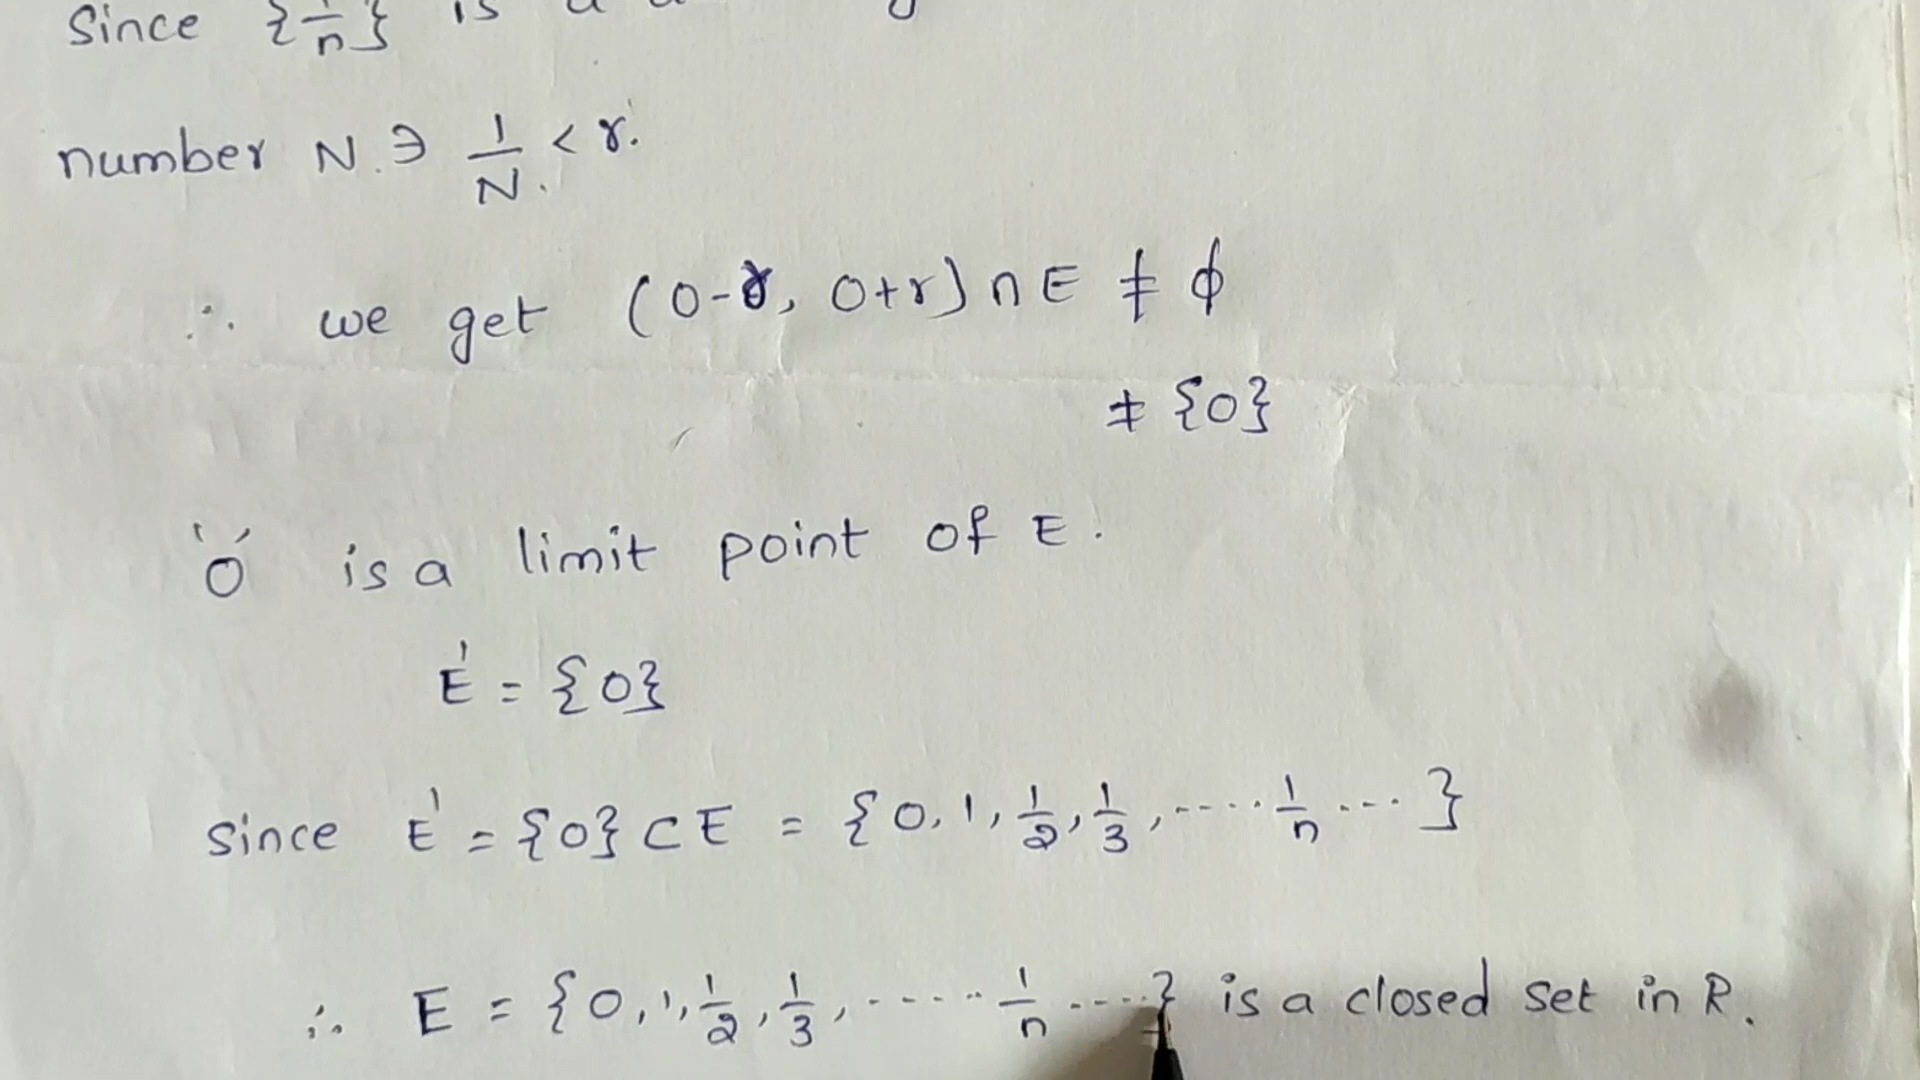 Since {1/n} is a
number N ∋ 1/N < r.
∴ we get (0-r, 0+r) ∩ E ≠ ϕ
≠ {0}
'0' is a limit point of E.
E' = {0}
since E' = {0} ⊂ E = {0, 1, 1/2, 1/3, ---- 1/n --- }
∴ E = {0, 1, 1/2, 1/3, ----- 1/n ----} is a closed set in R.